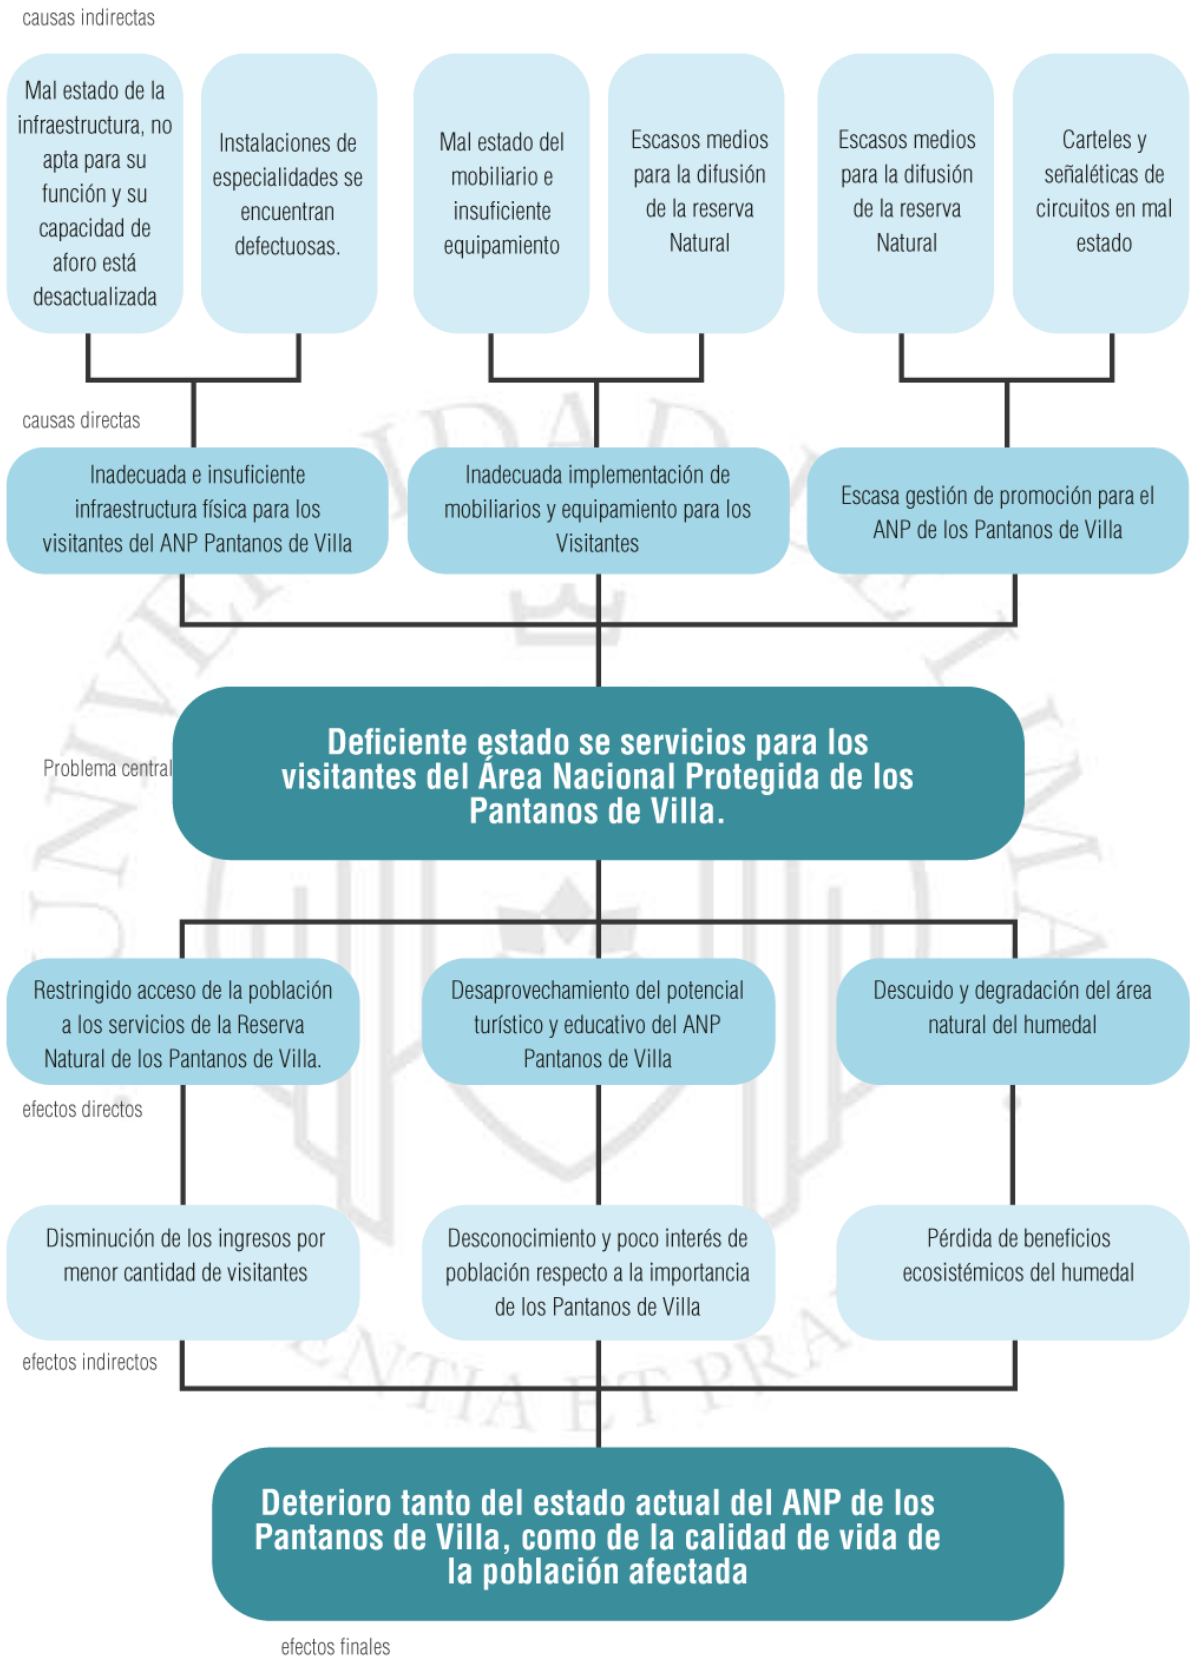 causas indirectas
Mal estado de la
infraestructura, no
apta para su
función y su
capacidad de
aforo está
desactualizada
Instalaciones de
especialidades se
encuentran
defectuosas.
Mal estado del
mobiliario e
insuficiente
equipamiento
Escasos medios
para la difusión
de la reserva
Natural
Escasos medios
para la difusión
de la reserva
Natural
Carteles y
señaléticas de
circuitos en mal
estado
causas directas
Inadecuada e insuficiente
infraestructura física para los
visitantes del ANP Pantanos de Villa
Inadecuada implementación de
mobiliarios y equipamiento para los
Visitantes
Escasa gestión de promoción para el
ANP de los Pantanos de Villa
Problema central
Deficiente estado se servicios para los
visitantes del Área Nacional Protegida de los
Pantanos de Villa.
Restringido acceso de la población
a los servicios de la Reserva
Natural de los Pantanos de Villa.
Desaprovechamiento del potencial
turístico y educativo del ANP
Pantanos de Villa
Descuido y degradación del área
natural del humedal
efectos directos
Disminución de los ingresos por
menor cantidad de visitantes
Desconocimiento y poco interés de
población respecto a la importancia
de los Pantanos de Villa
Pérdida de beneficios
ecosistémicos del humedal
efectos indirectos
Deterioro tanto del estado actual del ANP de los
Pantanos de Villa, como de la calidad de vida de
la población afectada
efectos finales